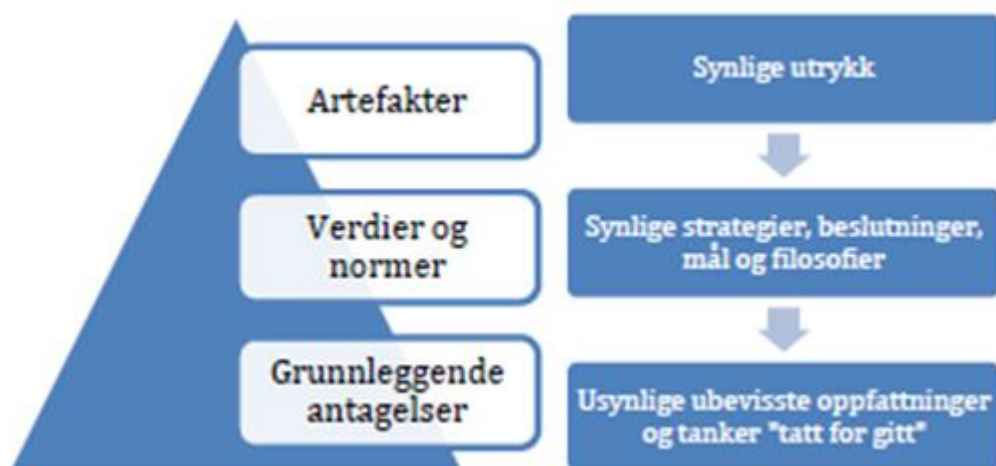 Artefakter
Synlige utrykk
Verdier og
normer
Synlige strategier, beslutninger,
mål og filosofier
Grunnleggende
antagelser
Usynlige ubevisste oppfattninger
og tanker "tatt for gitt"